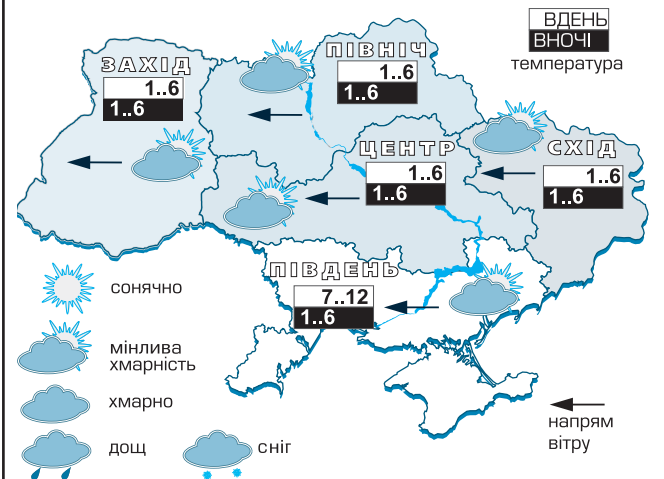 ВДЕНЬ
ВНОЧІ
температура
ПІВНІЧ
1..6
1..6
ЗАХІД
1..6
1..6
ЦЕНТР
1..6
1..6
СХІД
1..6
1..6
ПІВДЕНЬ
7..12
1..6
сонячно
мінлива
хмарність
хмарно
дощ
сніг
напрям
вітру